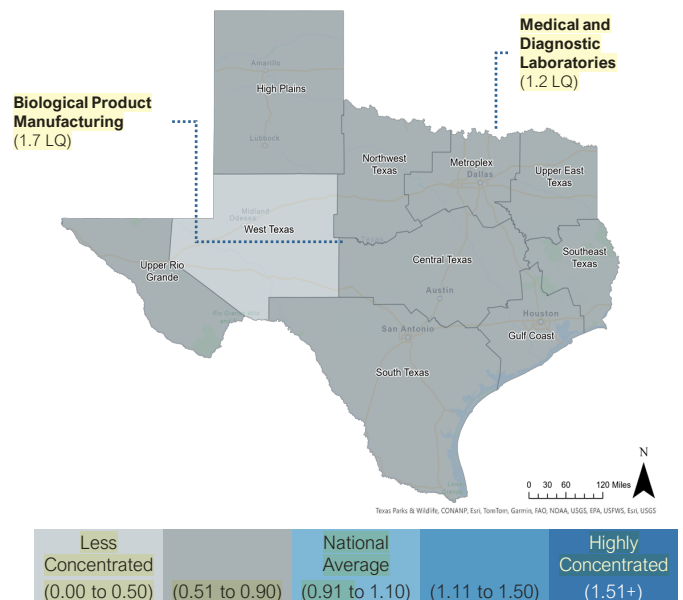 Medical and
Diagnostic
Laboratories
(1.2 LQ)
Biological Product
Manufacturing
(1.7 LQ)
Amarillo
High Plains
Lubbock
Northwest
Texas
Metroplex
Dallas
Upper East
Texas
Midland
Odessa
West Texas
Upper Rio
Grande
Central Texas
Austin
Southeast
Texas
San Antonio
Houston
Gulf Coast
South Texas
N
0 30 60 120 Miles
Texas Parks & Wildlife, CONANP, Esri, TomTom, Garmin, FAO, NOAA, USGS, EPA, USFWS, Esri, USGS
Less
Concentrated
(0.00 to 0.50)
(0.51 to 0.90)
National
Average
(0.91 to 1.10)
(1.11 to 1.50)
Highly
Concentrated
(1.51+)